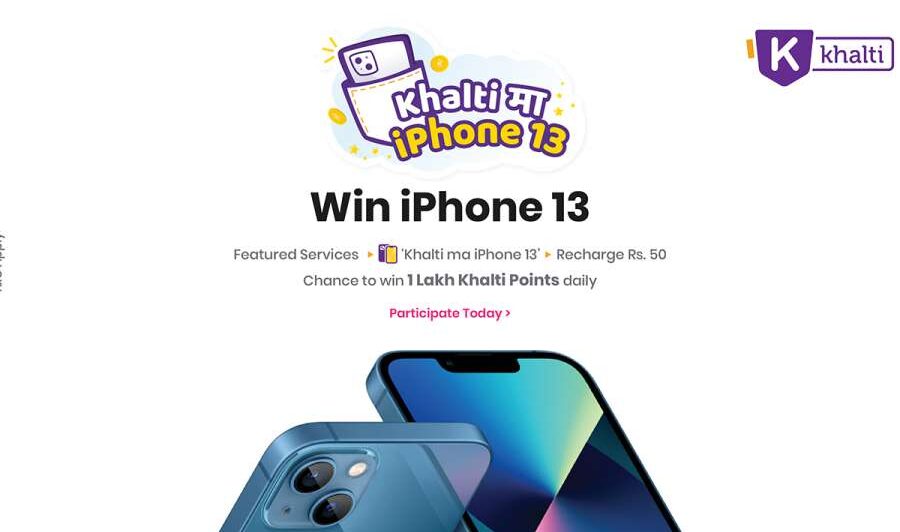 Khalti मा
iPhone 13
K khalti
Win iPhone 13
Featured Services ▸ 'Khalti ma iPhone 13' ▸ Recharge Rs. 50
Chance to win 1 Lakh Khalti Points daily
Participate Today >